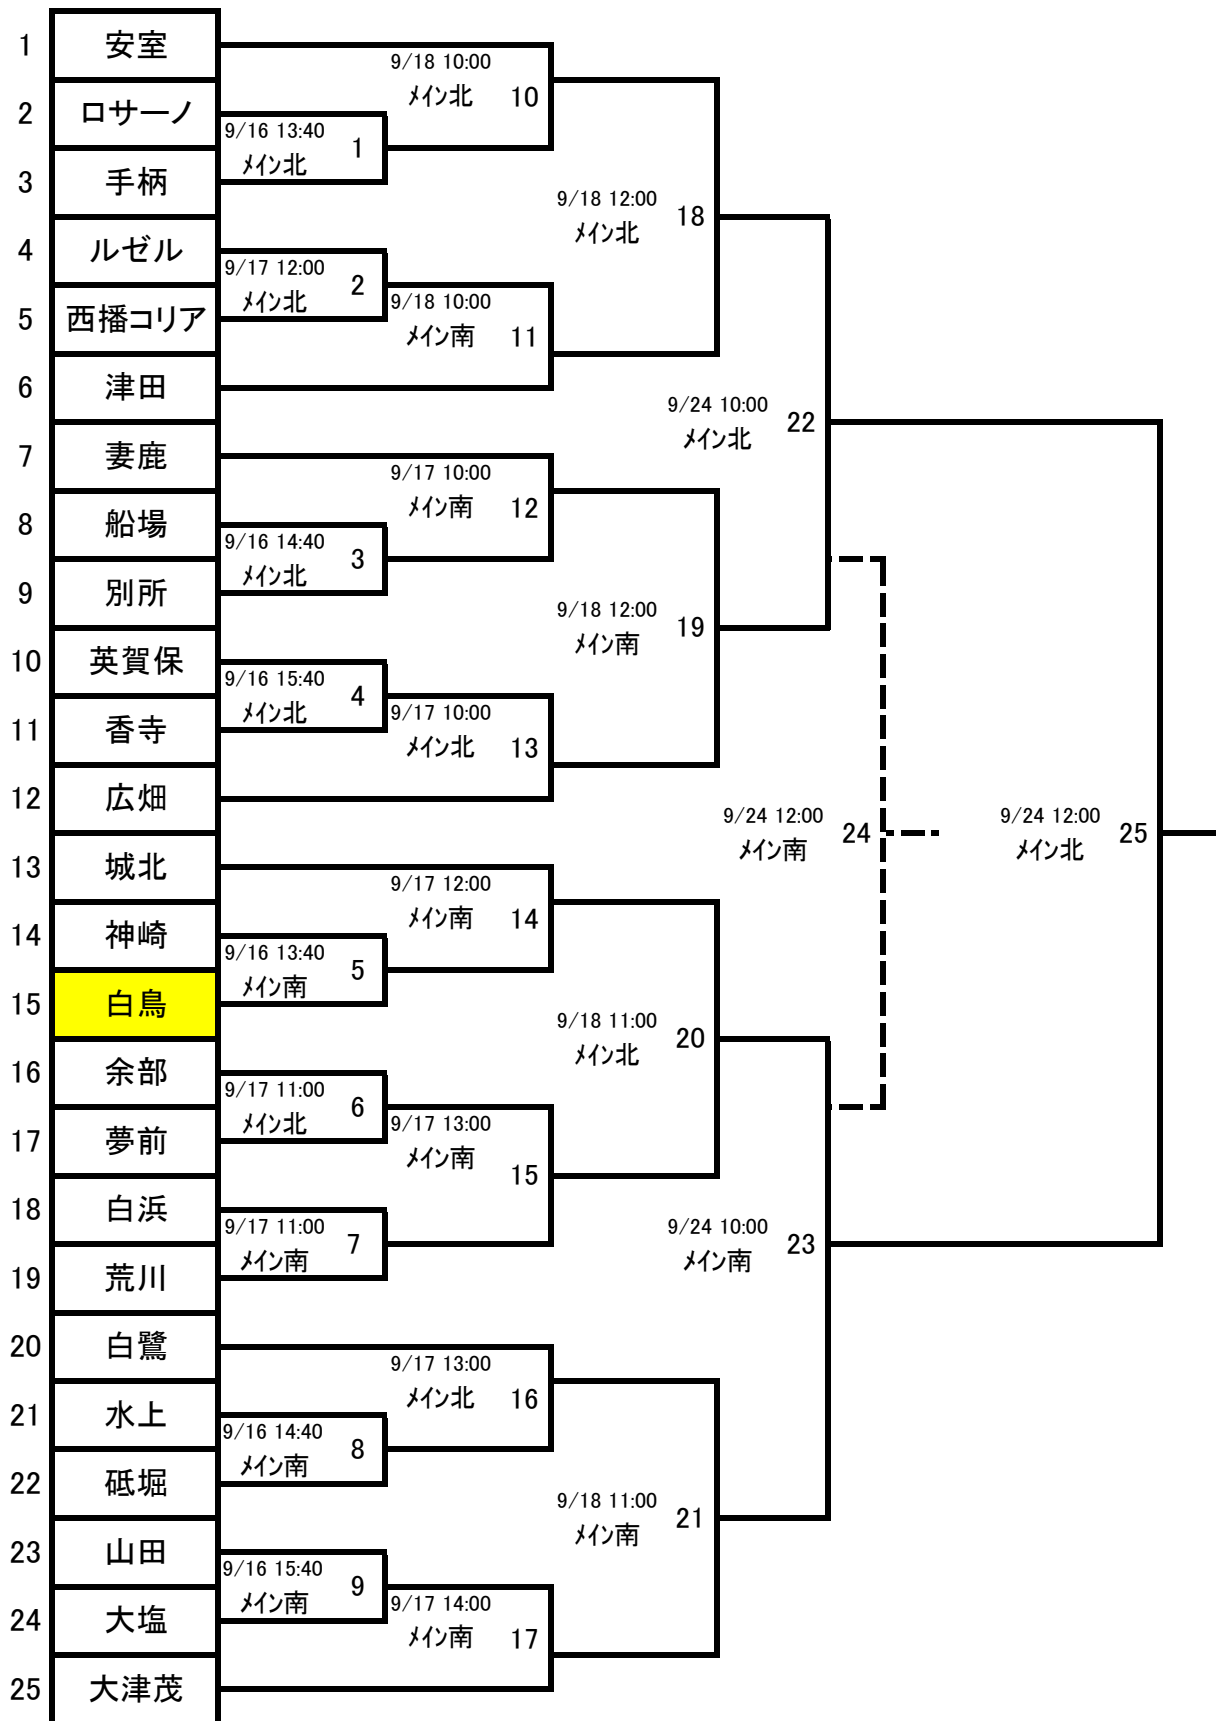 1 安室
9/18 10:00
メイン北 10
2 ロサーノ
9/16 13:40
メイン北 1
3 手柄
9/18 12:00
メイン北 18
4 ルゼル
9/17 12:00
メイン北 2
5 西播コリア
9/18 10:00
メイン南 11
6 津田
9/24 10:00
メイン北 22
7 妻鹿
9/17 10:00
メイン南 12
8 船場
9/16 14:40
メイン北 3
9 別所
9/18 12:00
メイン南 19
10 英賀保
9/16 15:40
メイン北 4
11 香寺
9/17 10:00
メイン北 13
12 広畑
9/24 12:00
メイン南 24
9/24 12:00
メイン北 25
13 城北
9/17 12:00
メイン南 14
14 神崎
9/16 13:40
メイン南 5
15 白鳥
9/18 11:00
メイン北 20
16 余部
9/17 11:00
メイン北 6
17 夢前
9/17 13:00
メイン南 15
18 白浜
9/17 11:00
メイン南 7
9/24 10:00
メイン南 23
19 荒川
20 白鷺
9/17 13:00
メイン北 16
21 水上
9/16 14:40
メイン南 8
22 砥堀
9/18 11:00
メイン南 21
23 山田
9/16 15:40
メイン南 9
24 大塩
9/17 14:00
メイン南 17
25 大津茂